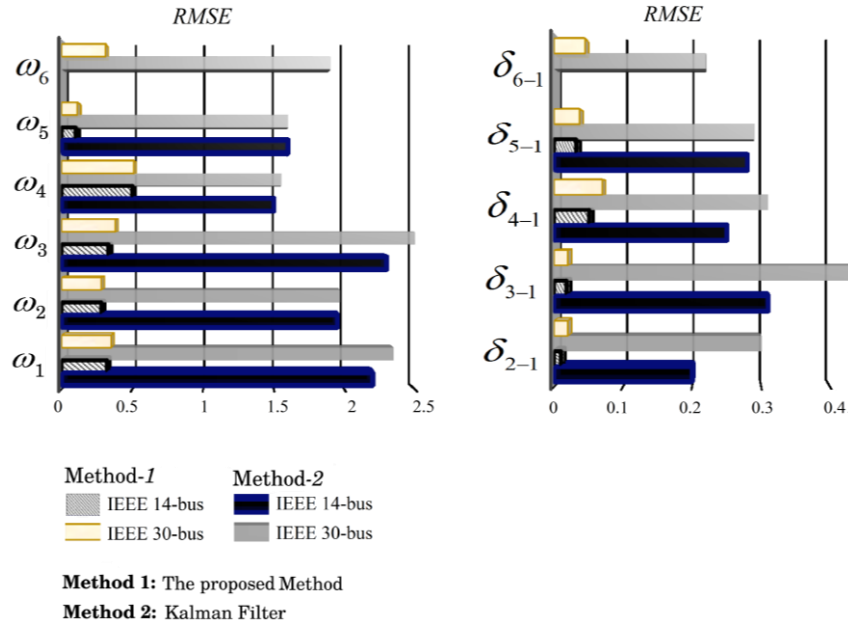 RMSE
ω6
ω5
ω4
ω3
ω2
ω1
0 0.5 1 1.5 2 2.5
RMSE
δ6–1
δ5–1
δ4–1
δ3–1
δ2–1
0 0.1 0.2 0.3 0.4
Method-1 Method-2
IEEE 14-bus IEEE 14-bus
IEEE 30-bus IEEE 30-bus
Method 1: The proposed Method
Method 2: Kalman Filter